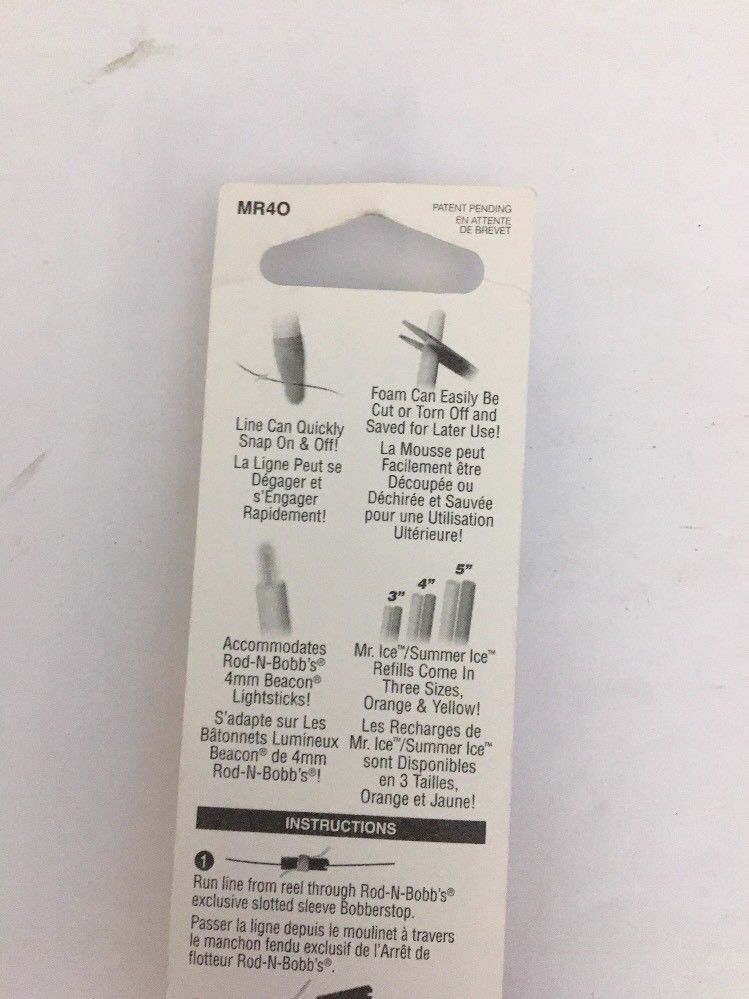 MR4O
PATENT PENDING
EN ATTENTE
DE BREVET
Line Can Quickly
Snap On & Off!
La Ligne Peut se
Dégager et
s'Engager
Rapidement!
Foam Can Easily Be
Cut or Torn Off and
Saved for Later Use!
La Mousse peut
Facilement être
Découpée ou
Déchirée et Sauvée
pour une Utilisation
Ultérieure!
Accommodates
Rod-N-Bobb's®
4mm Beacon®
Lightsticks!
S'adapte sur Les
Bâtonnets Lumineux
Beacon® de 4mm
Rod-N-Bobb's®!
3" 4" 5"
Mr. Ice™/Summer Ice™
Refills Come In
Three Sizes,
Orange & Yellow!
Les Recharges de
Mr. Ice™/Summer Ice™
sont Disponibles
en 3 Tailles,
Orange et Jaune!
INSTRUCTIONS
1
Run line from reel through Rod-N-Bobb's®
exclusive slotted sleeve Bobberstop.
Passer la ligne depuis le moulinet à travers
le manchon fendu exclusif de l'Arrêt de
flotteur Rod-N-Bobb's®.